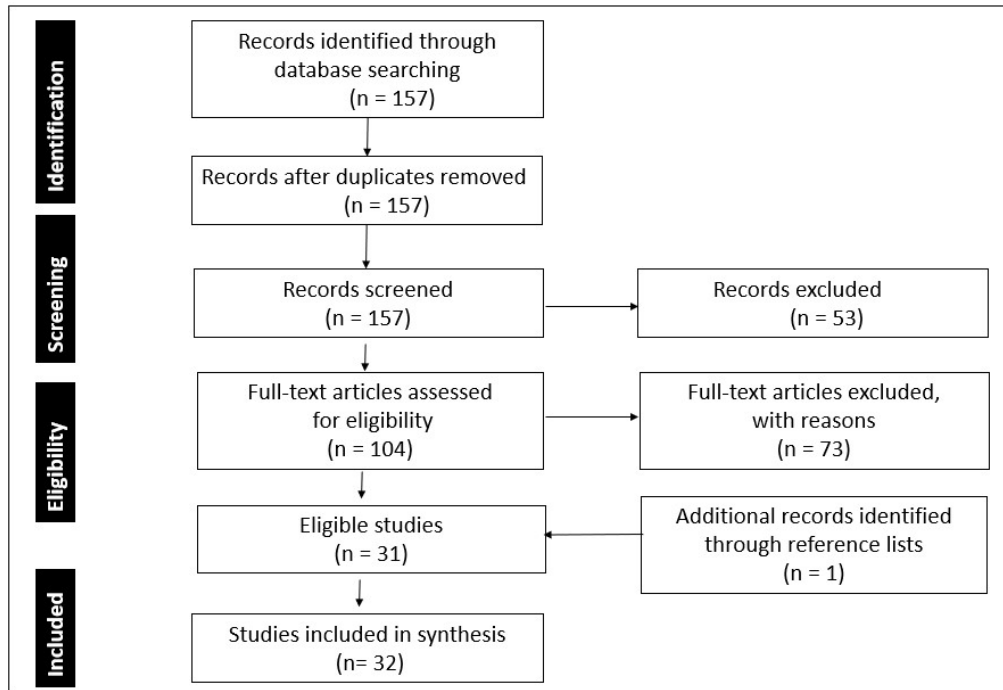 Identification
Records identified through
database searching
(n = 157)
Records after duplicates removed
(n = 157)
Screening
Records screened
(n = 157)
Records excluded
(n = 53)
Eligibility
Full-text articles assessed
for eligibility
(n = 104)
Full-text articles excluded,
with reasons
(n = 73)
Eligible studies
(n = 31)
Additional records identified
through reference lists
(n = 1)
Included
Studies included in synthesis
(n= 32)